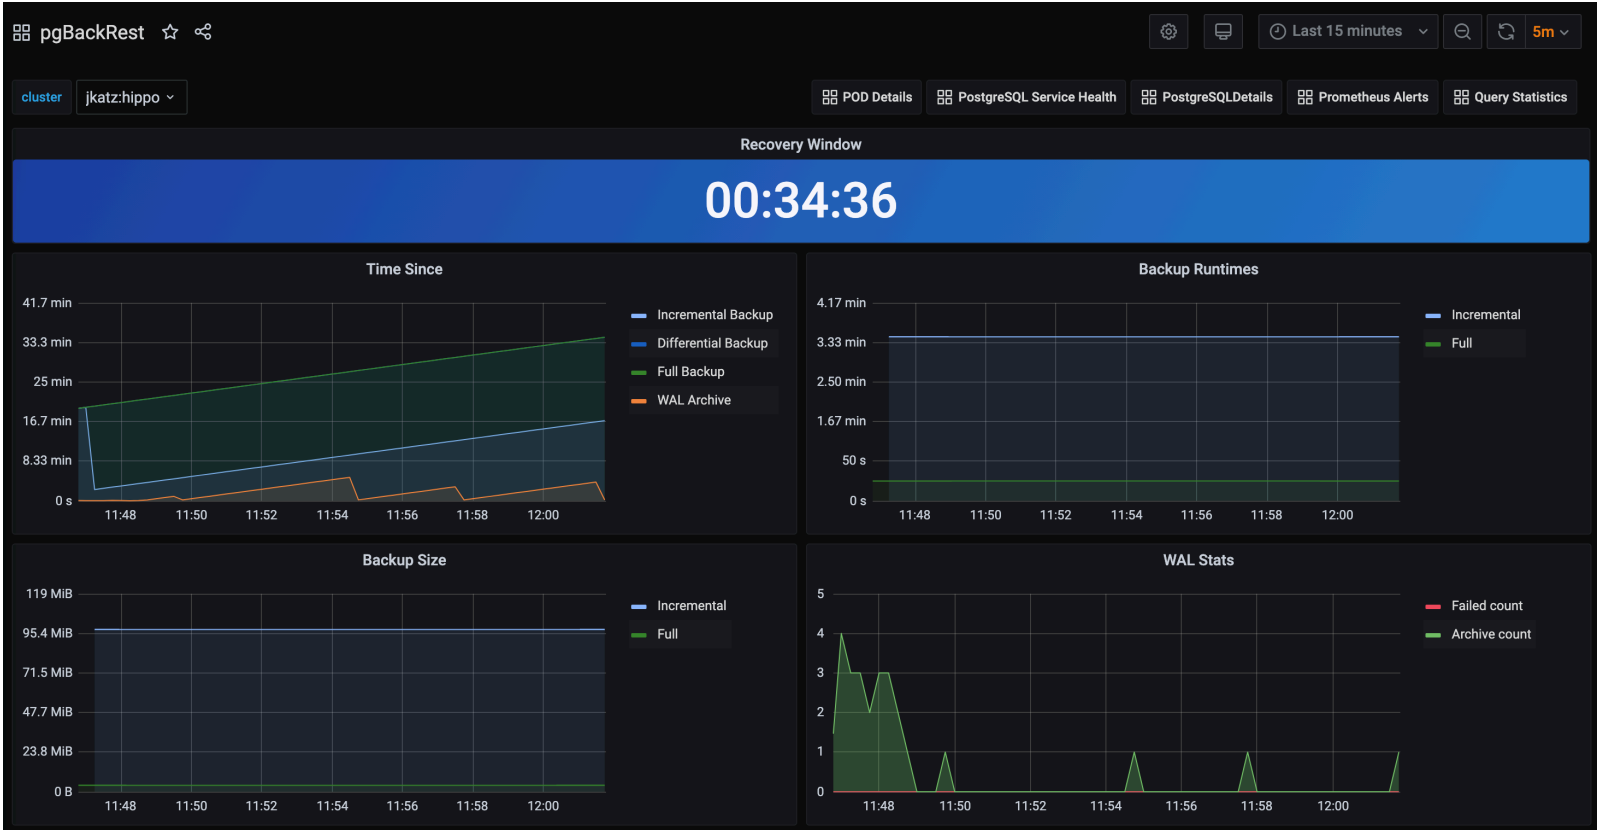 pgBackRest
Last 15 minutes
5m
cluster
jkatz:hippo
POD Details
PostgreSQL Service Health
PostgreSQLDetails
Prometheus Alerts
Query Statistics
Recovery Window
00:34:36
Time Since
41.7 min
33.3 min
25 min
16.7 min
8.33 min
0 s
11:48 11:50 11:52 11:54 11:56 11:58 12:00
Incremental Backup
Differential Backup
Full Backup
WAL Archive
Backup Runtimes
4.17 min
3.33 min
2.50 min
1.67 min
50 s
0 s
11:48 11:50 11:52 11:54 11:56 11:58 12:00
Incremental
Full
Backup Size
119 MiB
95.4 MiB
71.5 MiB
47.7 MiB
23.8 MiB
0 B
11:48 11:50 11:52 11:54 11:56 11:58 12:00
Incremental
Full
WAL Stats
5
4
3
2
1
0
11:48 11:50 11:52 11:54 11:56 11:58 12:00
Failed count
Archive count